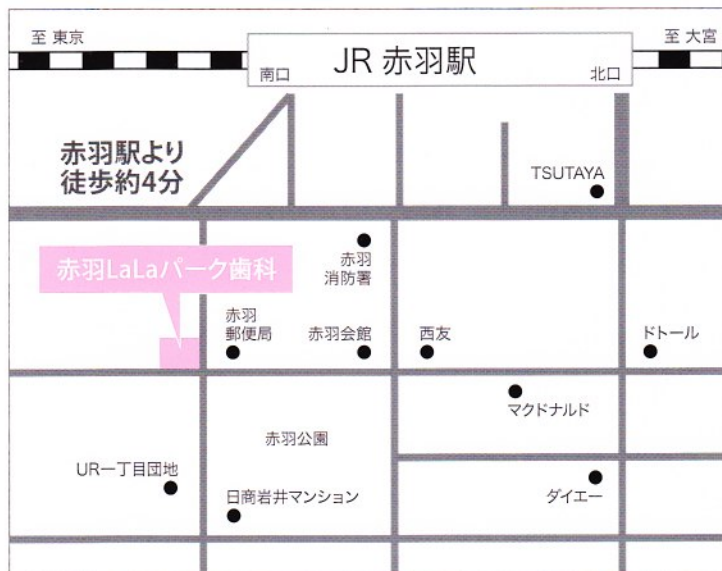 至 東京
至 大宮
JR 赤羽駅
南口
北口
赤羽駅より
徒歩約4分
TSUTAYA
赤羽
消防署
赤羽LaLaパーク歯科
赤羽
郵便局
赤羽会館
西友
ドトール
マクドナルド
赤羽公園
UR一丁目団地
日商岩井マンション
ダイエー